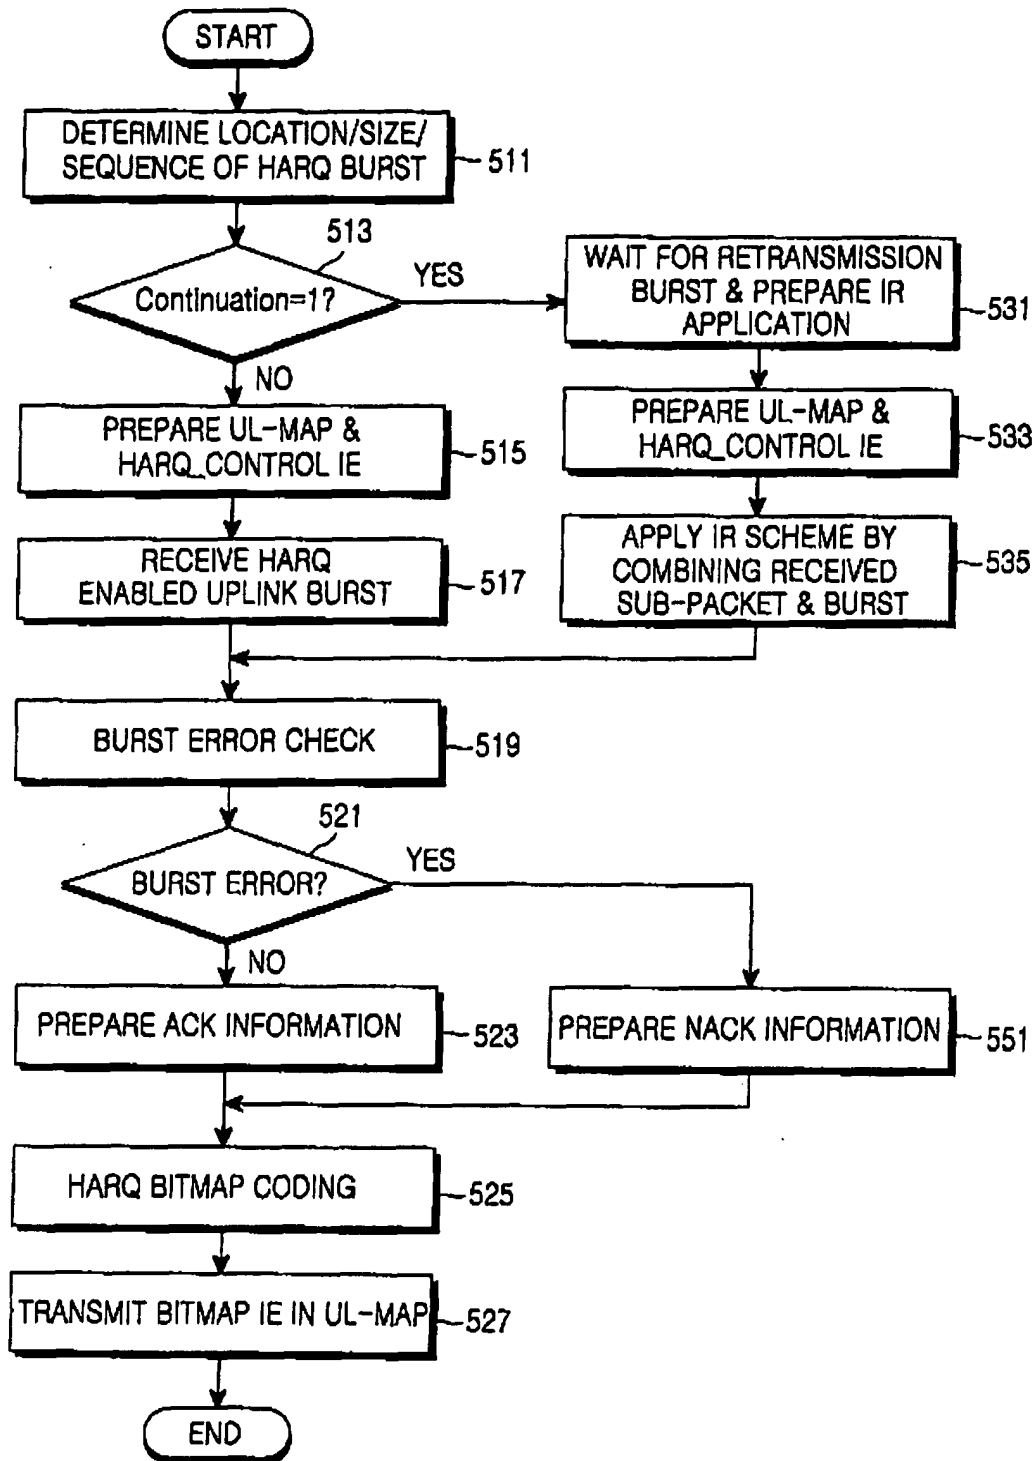 START
DETERMINE LOCATION/SIZE/
SEQUENCE OF HARQ BURST
511
513
Continuation=1?
YES
NO
WAIT FOR RETRANSMISSION
BURST & PREPARE IR
APPLICATION
531
PREPARE UL-MAP &
HARQ_CONTROL IE
515
PREPARE UL-MAP &
HARQ_CONTROL IE
533
RECEIVE HARQ
ENABLED UPLINK BURST
517
APPLY IR SCHEME BY
COMBINING RECEIVED
SUB-PACKET & BURST
535
BURST ERROR CHECK
519
521
BURST ERROR?
YES
NO
PREPARE ACK INFORMATION
523
PREPARE NACK INFORMATION
551
HARQ BITMAP CODING
525
TRANSMIT BITMAP IE IN UL-MAP
527
END